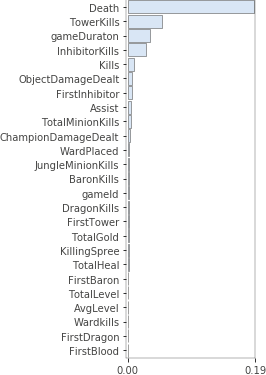 Death
TowerKills
gameDuraton
InhibitorKills
Kills
ObjectDamageDealt
FirstInhibitor
Assist
TotalMinionKills
ChampionDamageDealt
WardPlaced
JungleMinionKills
BaronKills
gameId
DragonKills
FirstTower
TotalGold
KillingSpree
TotalHeal
FirstBaron
TotalLevel
AvgLevel
Wardkills
FirstDragon
FirstBlood
0.00 0.19